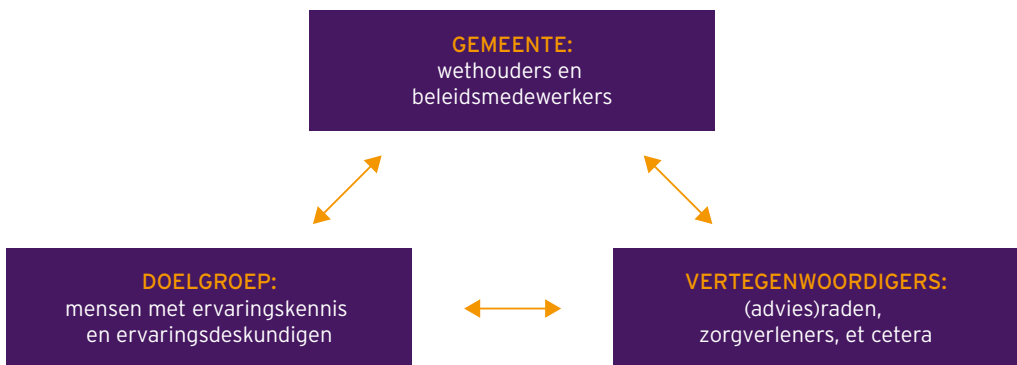 GEMEENTE:
wethouders en
beleidsmedewerkers
DOELGROEP:
mensen met ervaringskennis
en ervaringsdeskundigen
VERTEGENWOORDIGERS:
(advies)raden,
zorgverleners, et cetera